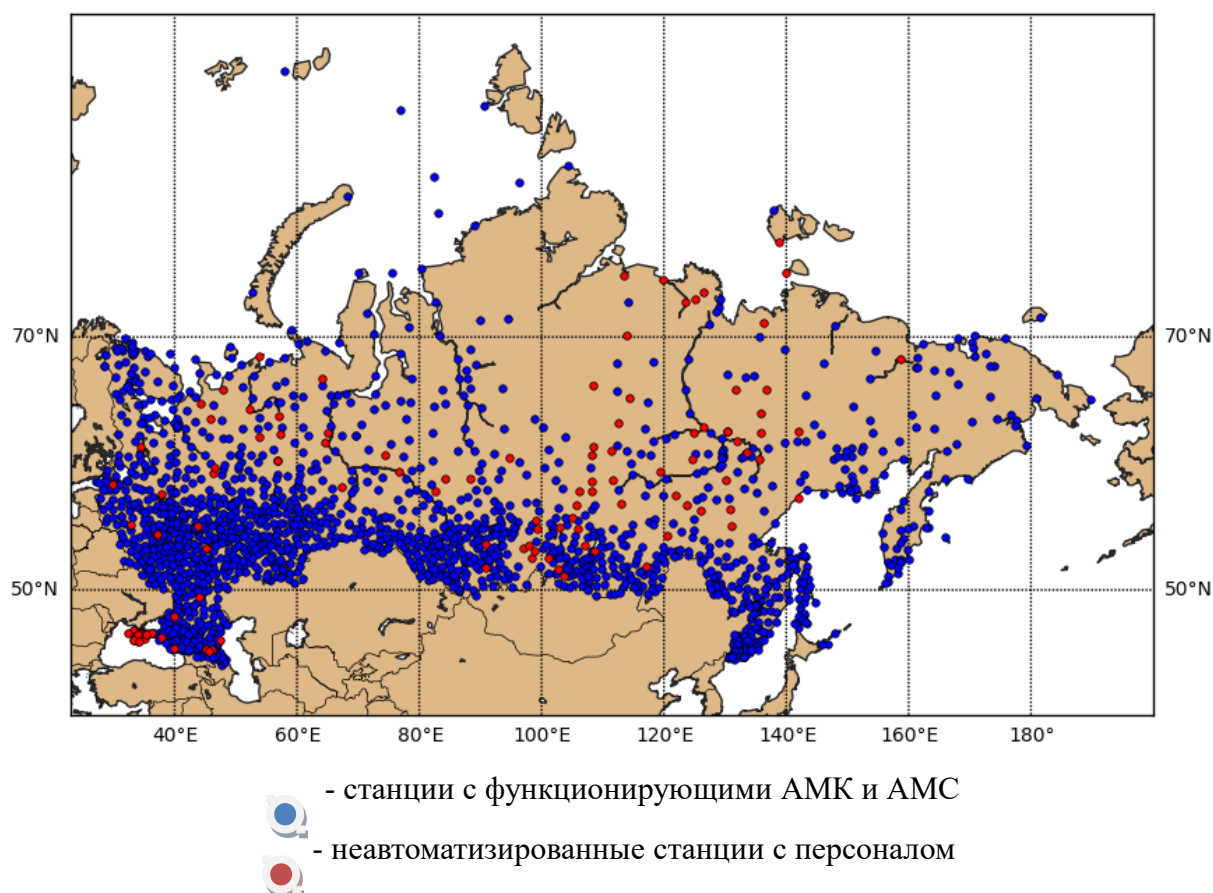 70°N 70°N
50°N 50°N
40°E 60°E 80°E 100°E 120°E 140°E 160°E 180°
- станции с функционирующими АМК и АМС
- неавтоматизированные станции с персоналом